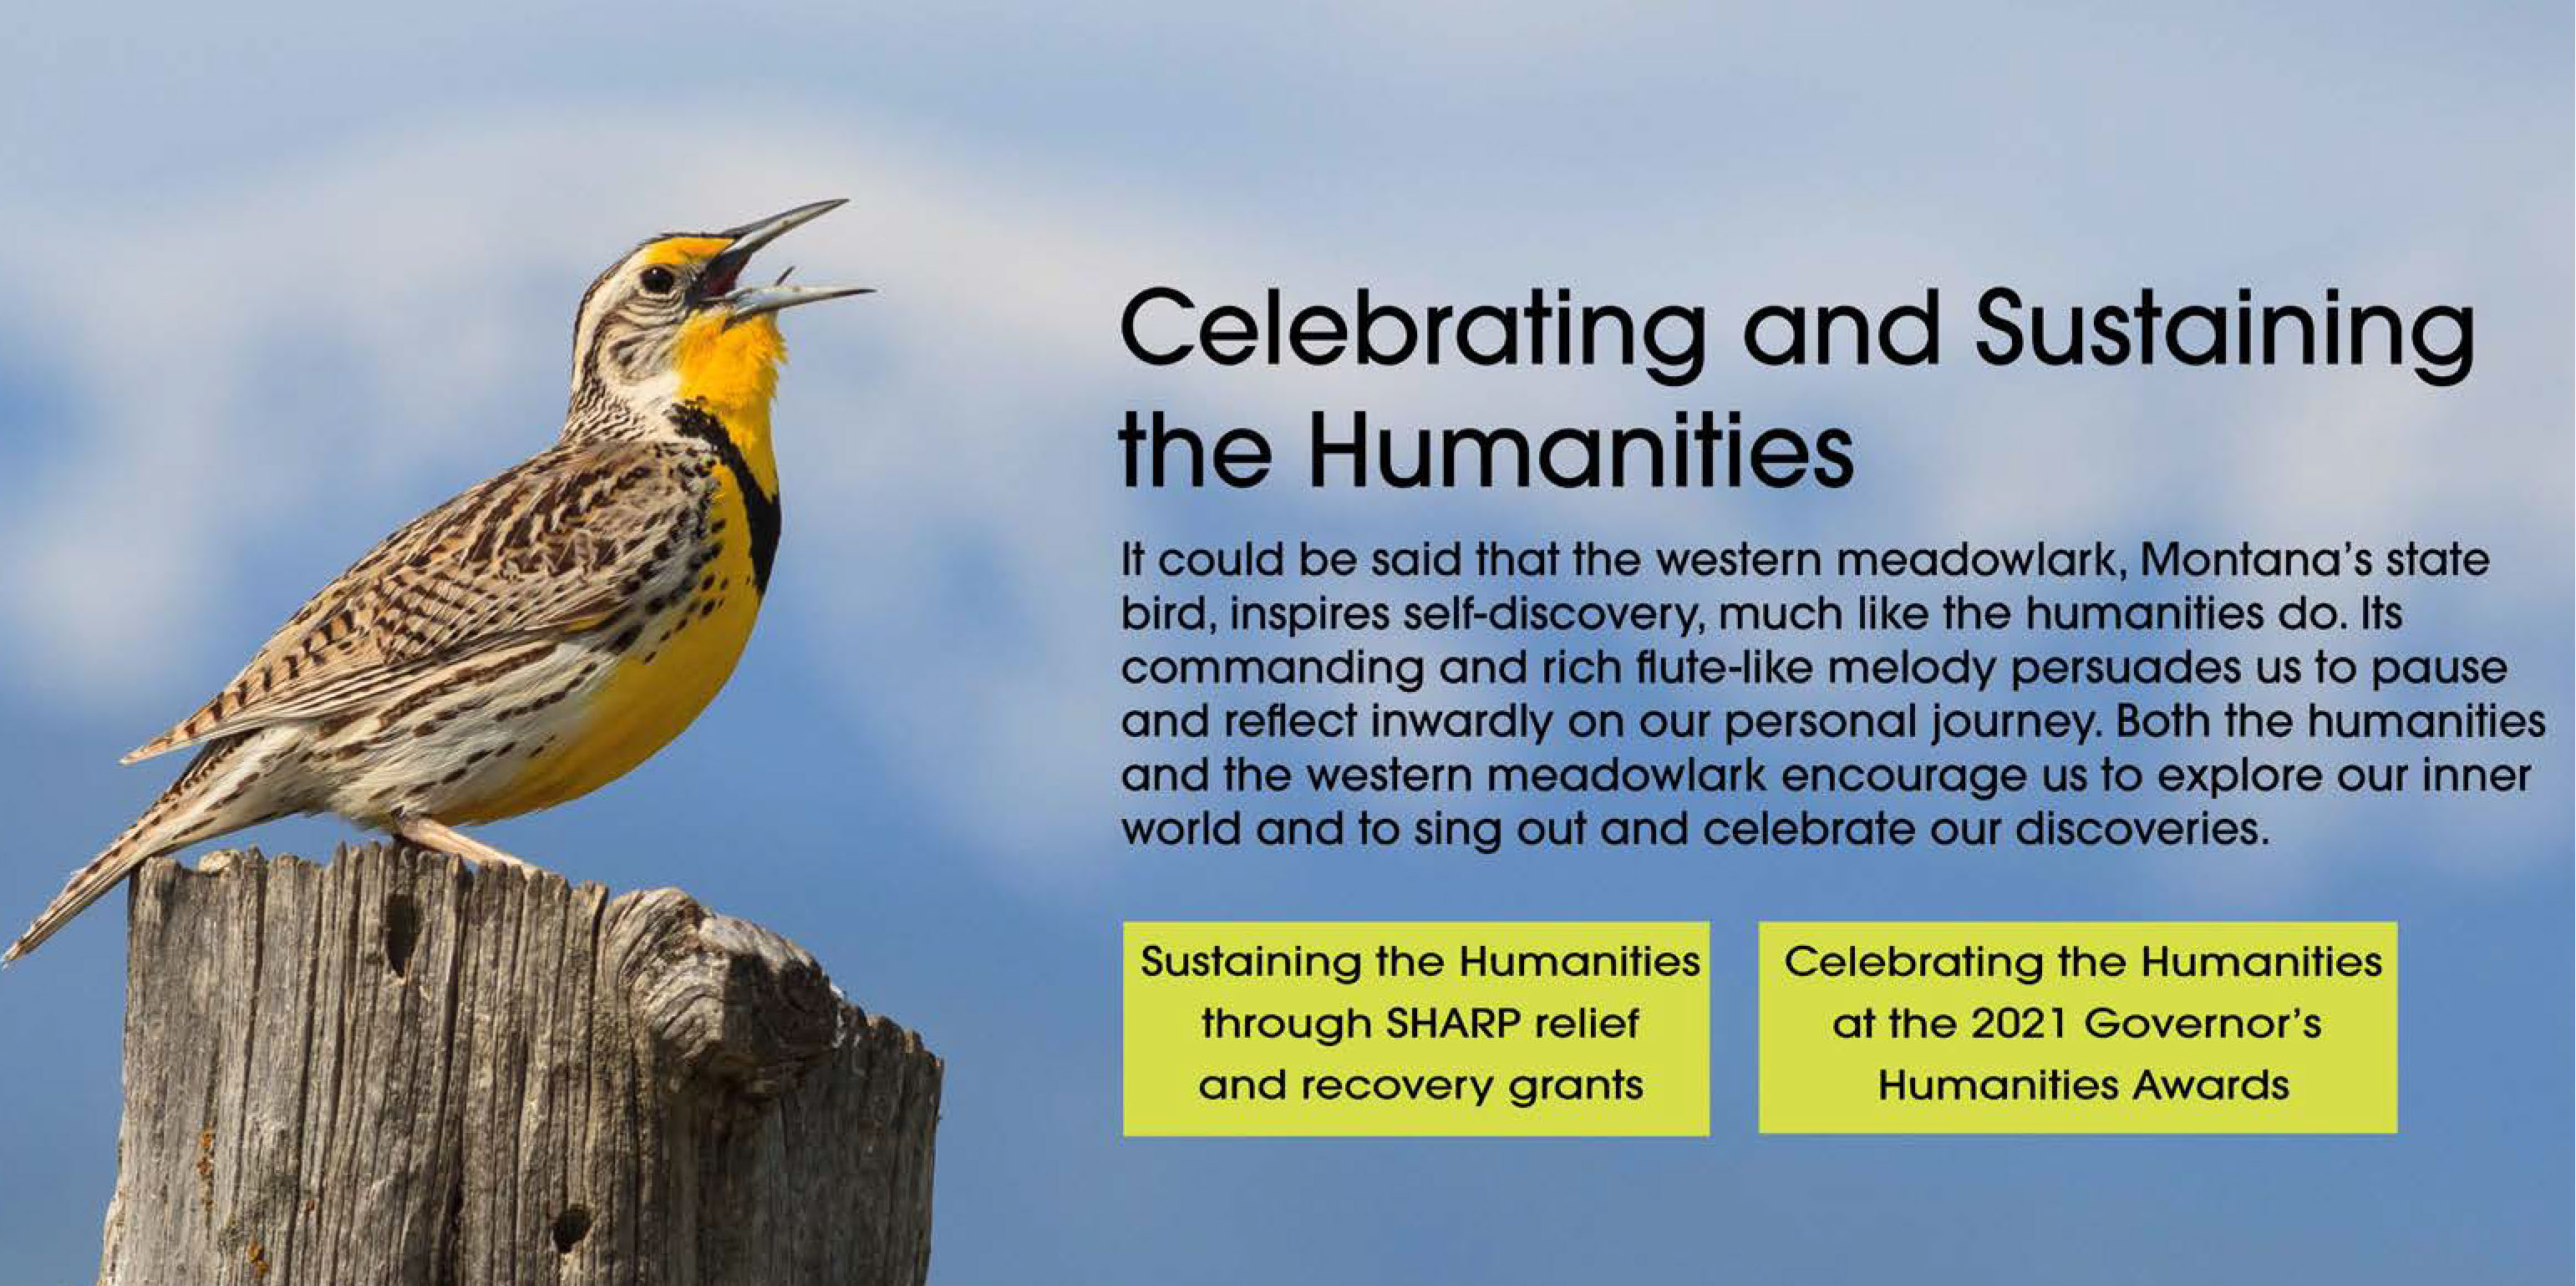 Celebrating and Sustaining
the Humanities
It could be said that the western meadowlark, Montana's state
bird, inspires self-discovery, much like the humanities do. Its
commanding and rich flute-like melody persuades us to pause
and reflect inwardly on our personal journey. Both the humanities
and the western meadowlark encourage us to explore our inner
world and to sing out and celebrate our discoveries.
Sustaining the Humanities
through SHARP relief
and recovery grants
Celebrating the Humanities
at the 2021 Governor's
Humanities Awards